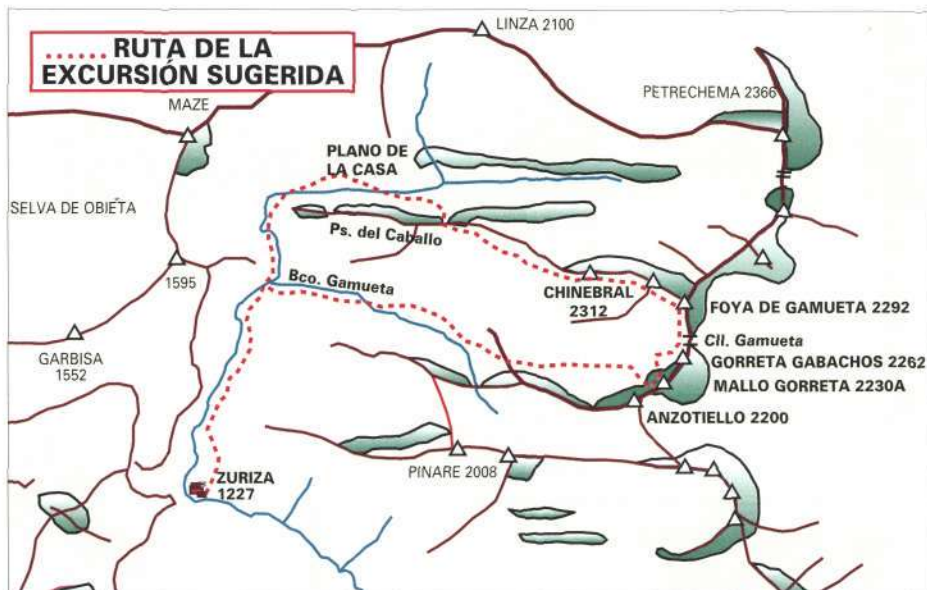 ...... RUTA DE LA
EXCURSIÓN SUGERIDA
LINZA 2100
MAZE
PETRECHEMA 2366
PLANO DE
LA CASA
SELVA DE OBIETA
Ps. del Caballo
1595
Bco. Gamueta
CHINEBRAL
2312
FOYA DE GAMUETA 2292
Cll. Gamueta
GARBISA
1552
GORRETA GABACHOS 2262
MALLO GORRETA 2230A
ANZOTIELLO 2200
PINARE 2008
ZURIZA
1227